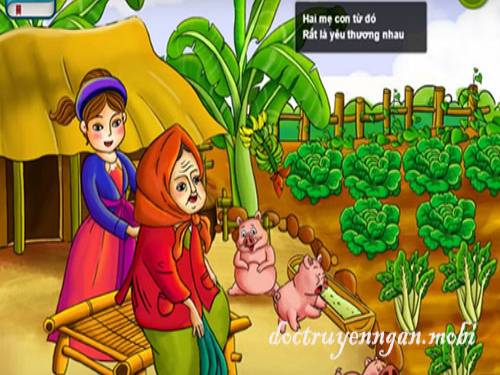 Hai mẹ con từ đó
Rất là yêu thương nhau
doctruyenngan.mobi